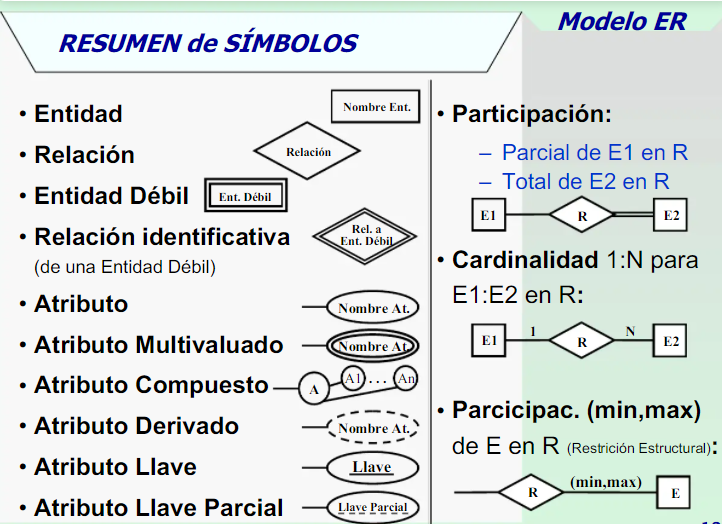 RESUMEN de SÍMBOLOS
Modelo ER
• Entidad
Nombre Ent.
• Relación
Relación
• Entidad Débil
Ent. Débil
• Relación identificativa
(de una Entidad Débil)
Rel. a
Ent. Débil
• Atributo
Nombre At.
• Atributo Multivaluado
Nombre At.
• Atributo Compuesto
A
A1 . . . An
• Atributo Derivado
Nombre At.
• Atributo Llave
Llave
• Atributo Llave Parcial
Llave Parcial
• Participación:
– Parcial de E1 en R
– Total de E2 en R
E1 R E2
• Cardinalidad 1:N para
E1:E2 en R:
E1 1 R N E2
• Parcicipac. (min,max)
de E en R (Restrición Estructural):
R (min,max) E